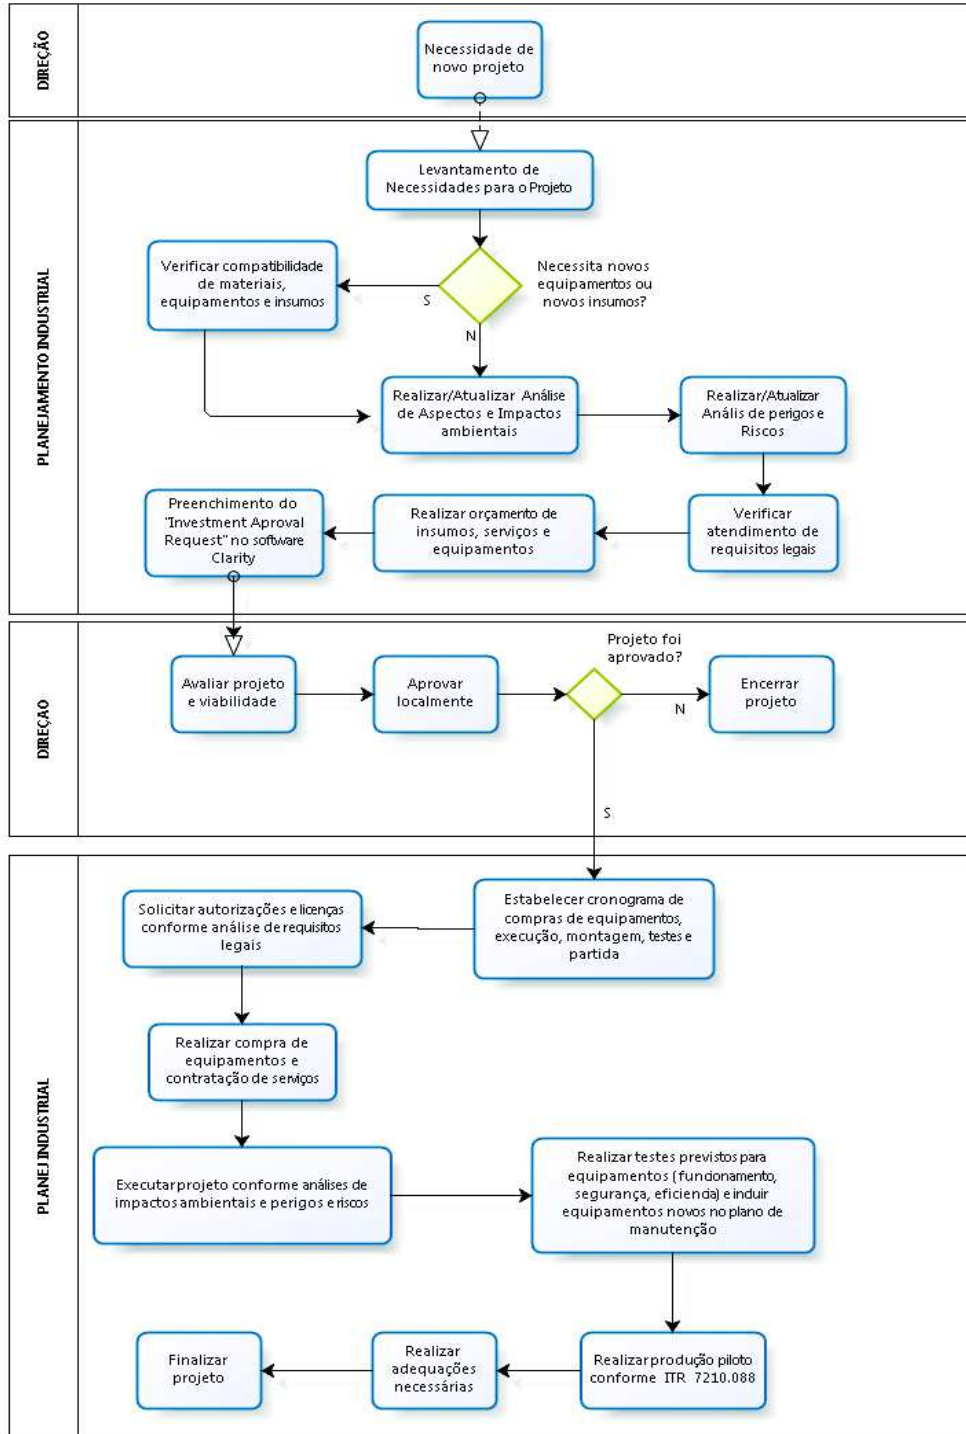 DIREÇÃO
Necessidade de
novo projeto
PLANEJAMENTO INDUSTRIAL
Levantamento de
Necessidades para o Projeto
Necessita novos
equipamentos ou
novos insumos?
Verificar compatibilidade
de materiais,
equipamentos e insumos
S
N
Realizar/Atualizar Análise
de Aspectos e Impactos
ambientais
Realizar/Atualizar
Anális de perigos e
Riscos
Verificar
atendimento de
requisitos legais
Realizar orçamento de
insumos, serviços e
equipamentos
Preenchimento do
"Investment Aproval
Request" no software
Clarity
DIREÇAO
Avaliar projeto
e viabilidade
Aprovar
localmente
Projeto foi
aprovado?
N
Encerrar
projeto
S
PLANEJ INDUSTRIAL
Estabelecer cronograma de
compras de equipamentos,
execução, montagem, testes e
partida
Solicitar autorizações e licenças
conforme análise de requisitos
legais
Realizar compra de
equipamentos e
contratação de serviços
Executar projeto conforme análises de
impactos ambientais e perigos e riscos
Realizar testes previstos para
equipamentos (funcionamento,
segurança, eficiencia) e indluir
equipamentos novos no plano de
manutenção
Realizar produção piloto
conforme ITR 7210.088
Realizar
adequações
necessárias
Finalizar
projeto